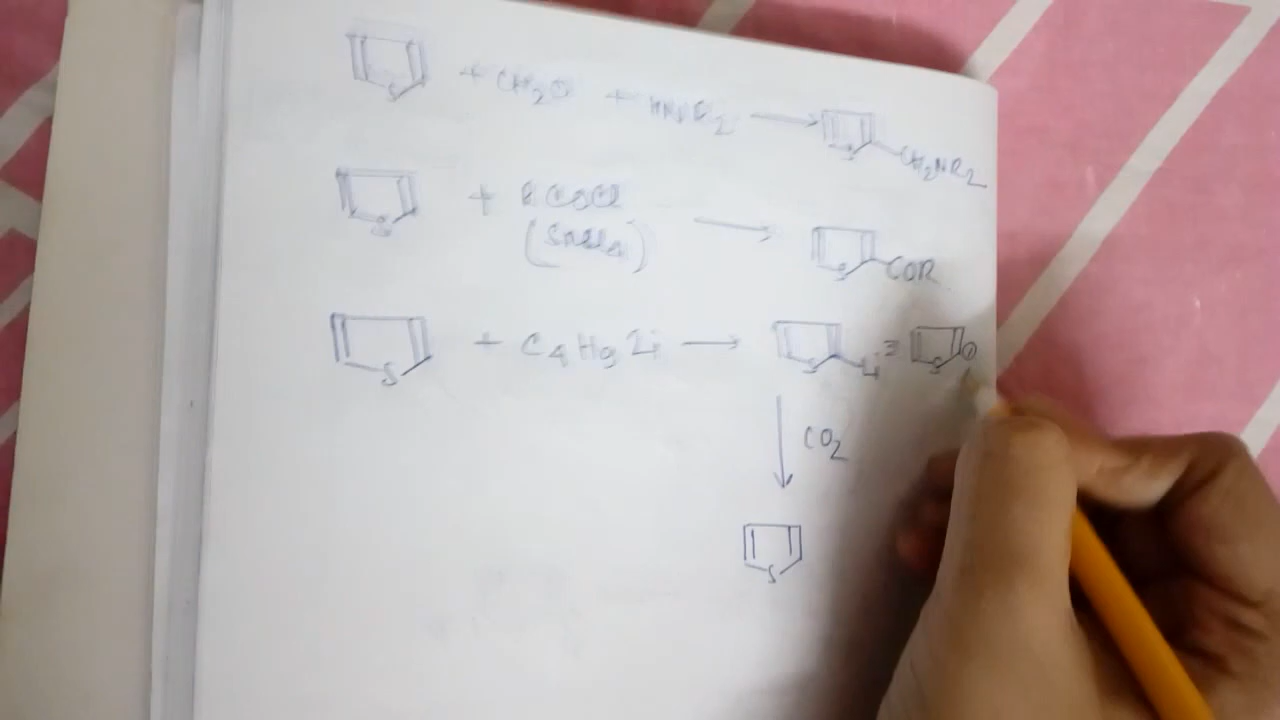 S + CH2O + HNR2 → S CH2NR2
S + RCOCl → S COR
(SnCl4)
S + C4H9Li → S Li ≡ S
CO2
S